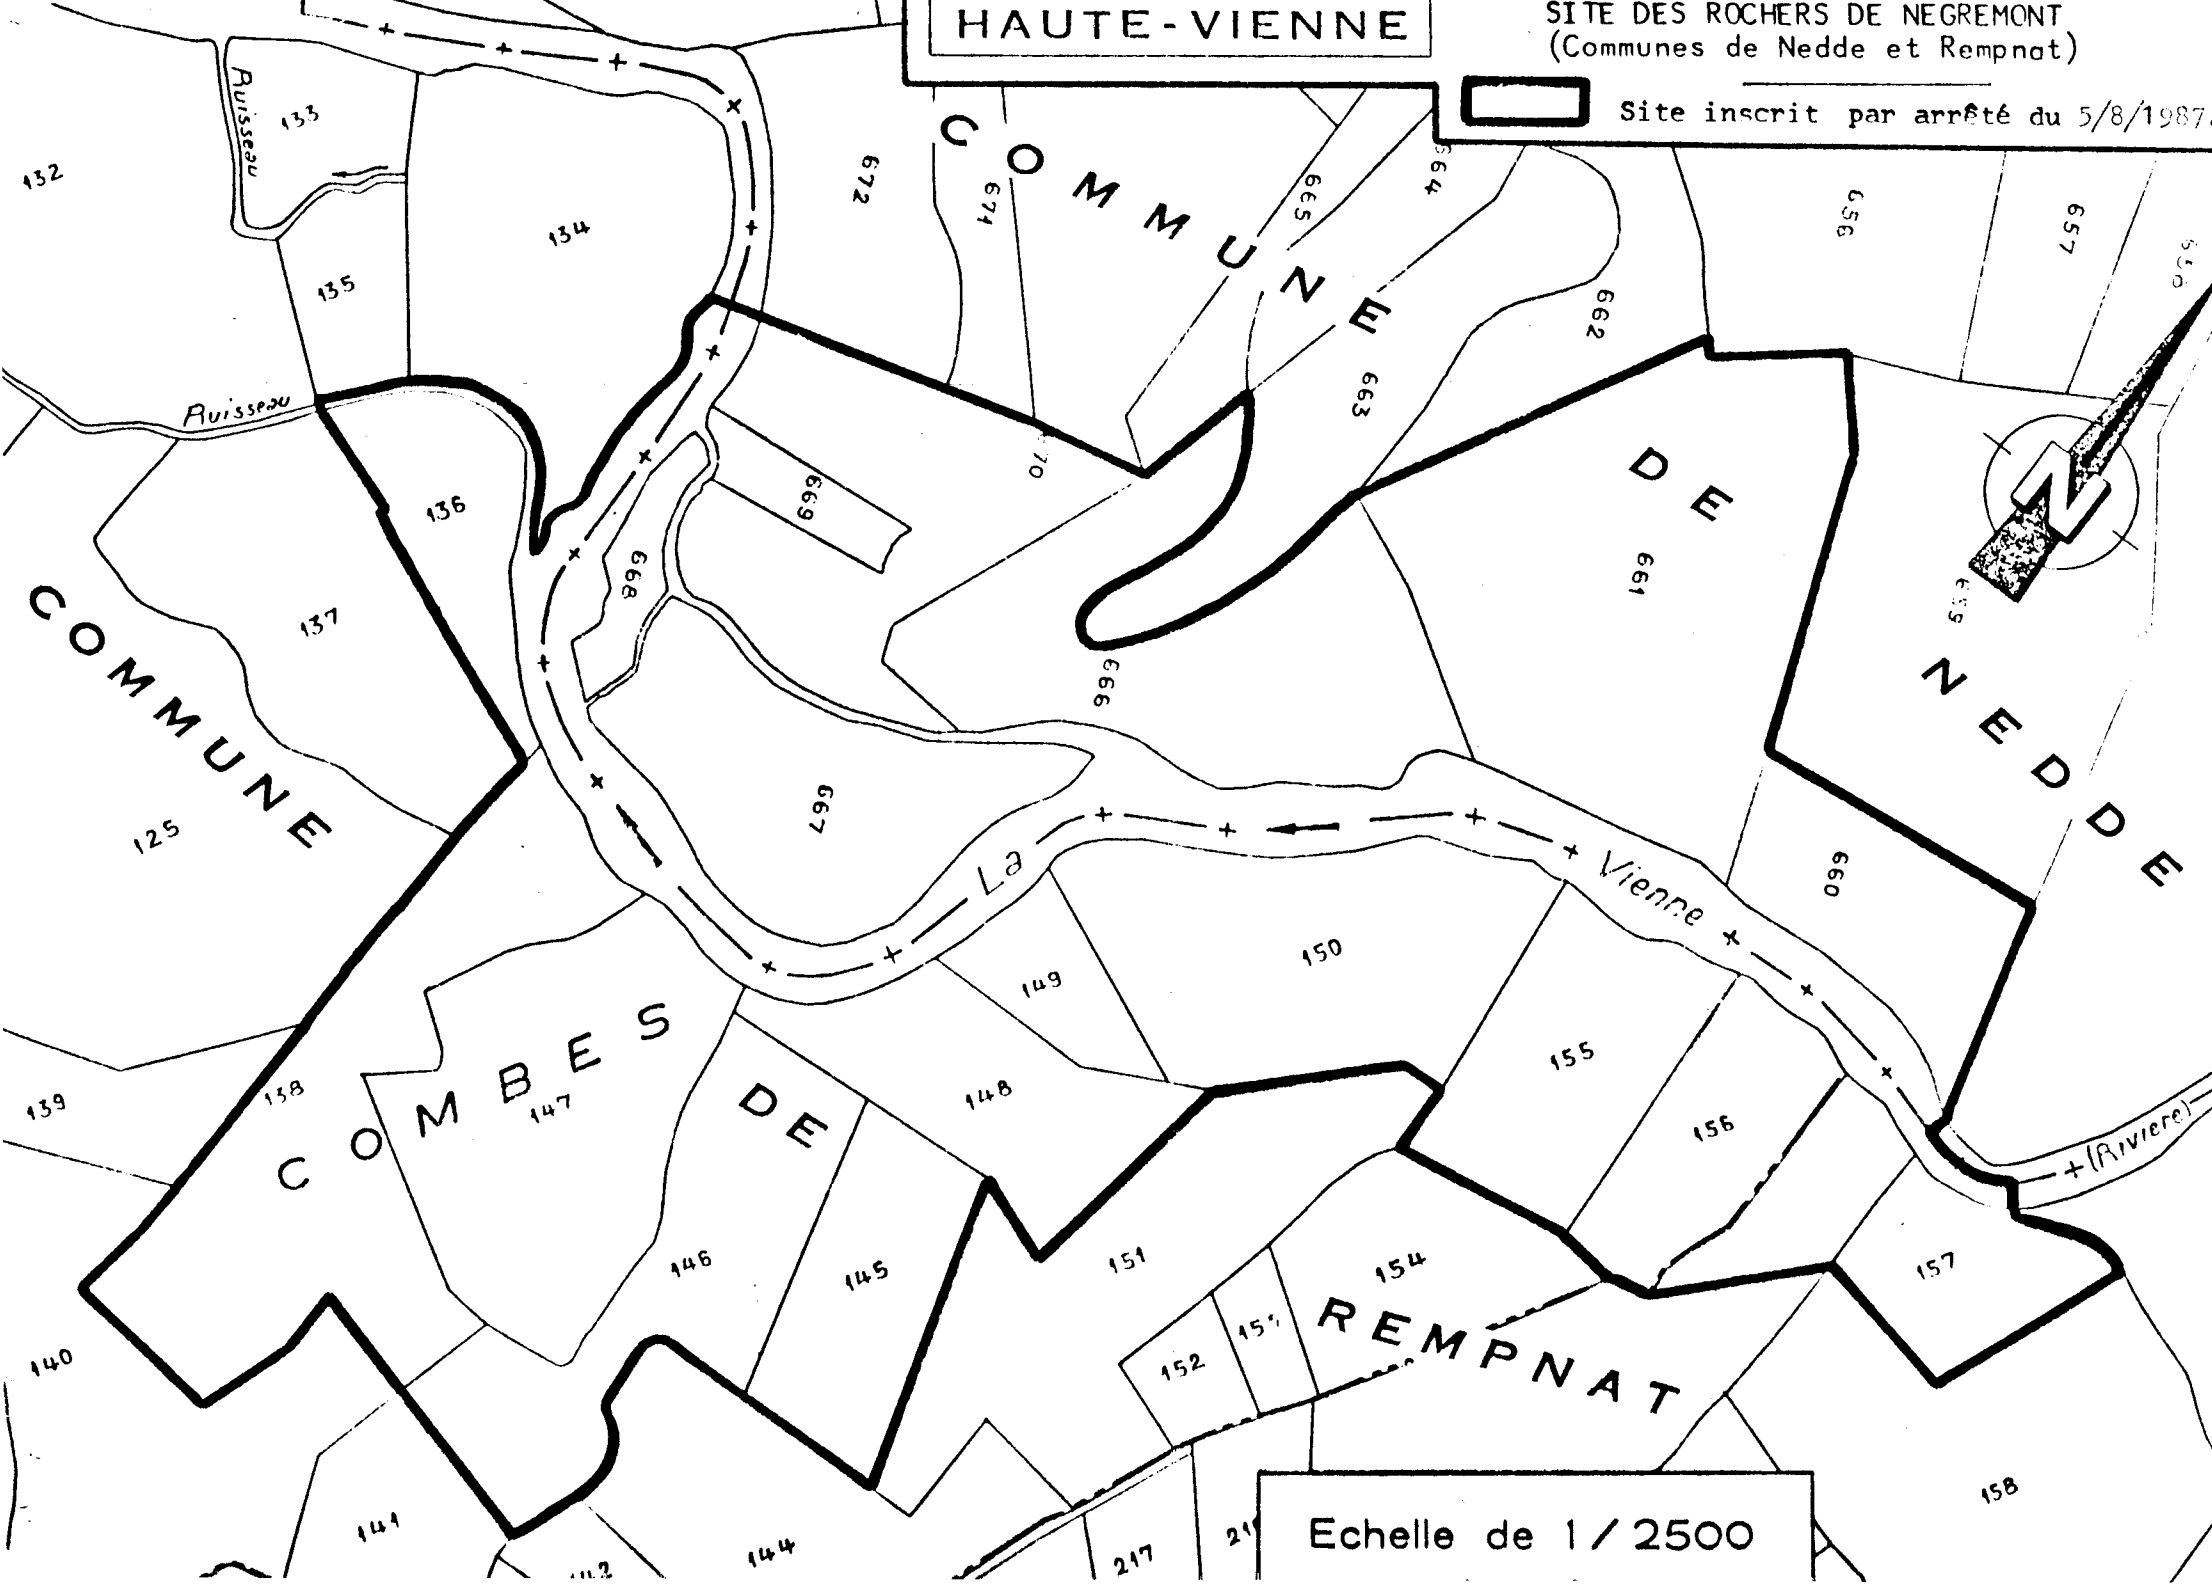 HAUTE-VIENNE
SITE DES ROCHERS DE NEGREMONT
(Communes de Nedde et Rempnat)
Site inscrit par arrêté du 5/8/1987.
COMMUNE
DE
NEDDE
COMMUNE
DE
REMPNAT
COMBES
Ruisseau
Ruisseau
La
Vienne
(Riviere)
N
132
133
134
135
136
137
125
138
139
140
141
144
145
146
147
148
149
150
151
152
154
155
156
157
158
217
672
671
665
662
663
656
657
659
661
660
666
667
668
669
Echelle de 1/2500